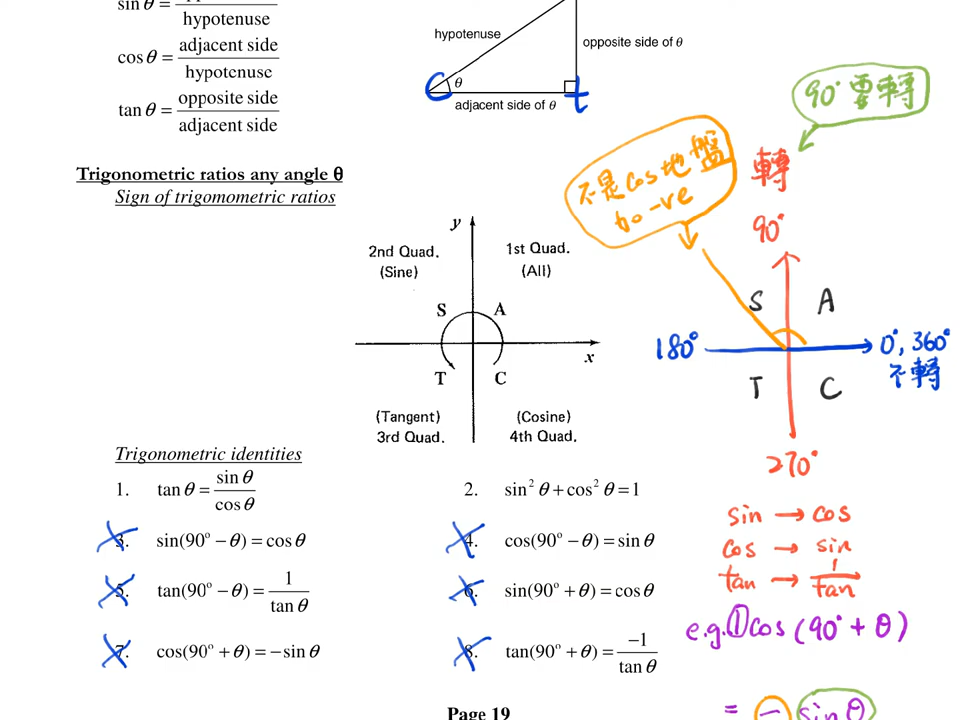 sin θ = hypotenuse
cos θ = adjacent side / hypotenuse
tan θ = opposite side / adjacent side
hypotenuse
opposite side of θ
θ
adjacent side of θ
C
t
90° 要轉
不是cos地盤
to -ve
轉
90°
S A
180°
0°, 360°
不轉
T C
270°
Trigonometric ratios any angle θ
Sign of trigomometric ratios
y
2nd Quad.
(Sine)
1st Quad.
(All)
S A
x
T C
(Tangent)
3rd Quad.
(Cosine)
4th Quad.
Trigonometric identities
1. tan θ = sin θ / cos θ
2. sin² θ + cos² θ = 1
3. sin(90° − θ) = cos θ
4. cos(90° − θ) = sin θ
5. tan(90° − θ) = 1 / tan θ
6. sin(90° + θ) = cos θ
7. cos(90° + θ) = −sin θ
8. tan(90° + θ) = −1 / tan θ
sin → cos
cos → sin
tan → 1 / tan
e.g. ① cos (90° + θ)
= − sin θ
Page 19